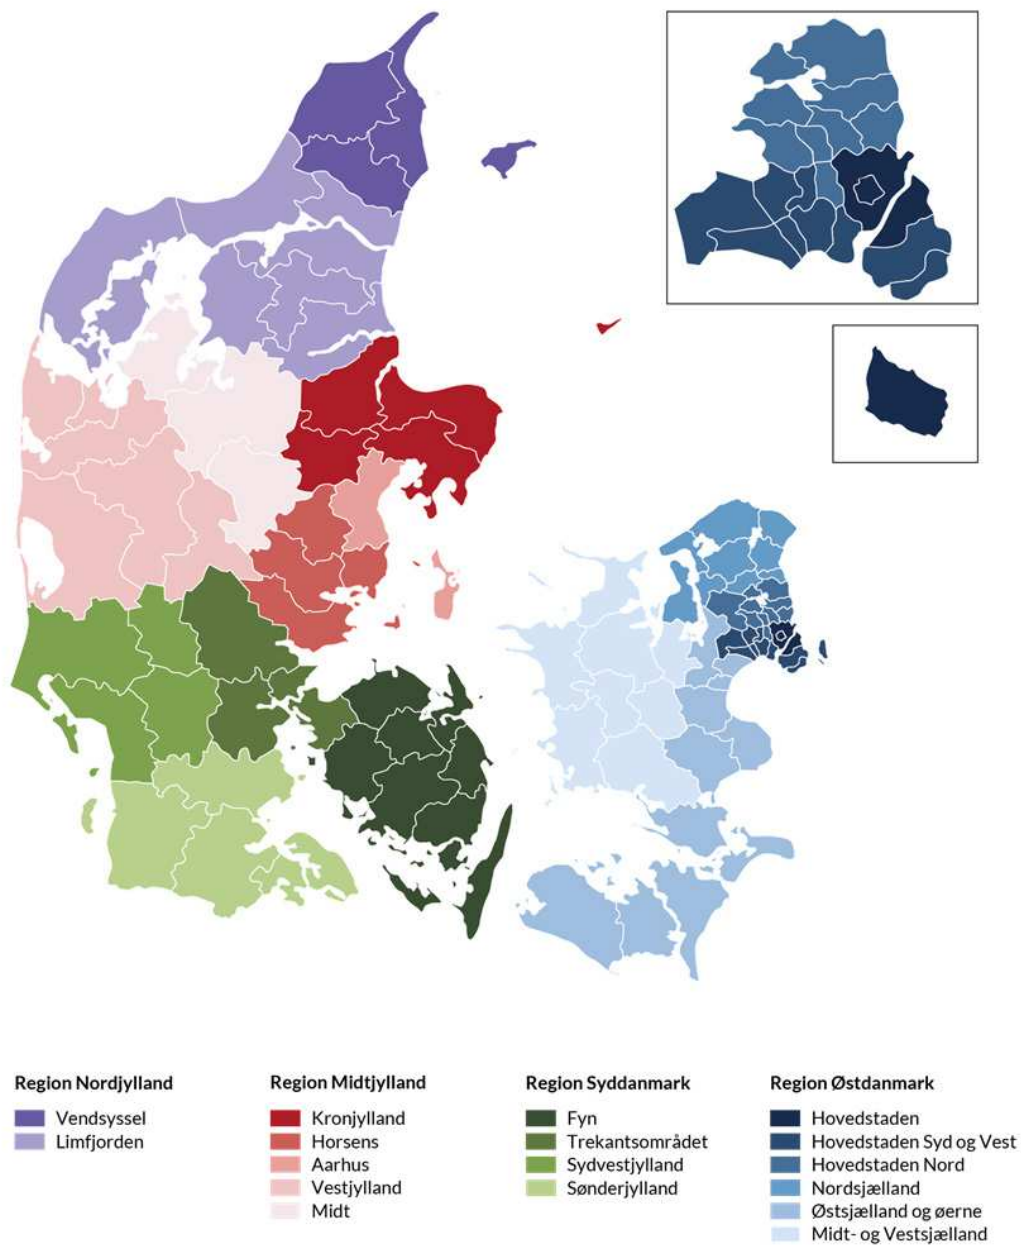 Region Nordjylland
Vendsyssel
Limfjorden
Region Midtjylland
Kronjylland
Horsens
Aarhus
Vestjylland
Midt
Region Syddanmark
Fyn
Trekantsområdet
Sydvestjylland
Sønderjylland
Region Østdanmark
Hovedstaden
Hovedstaden Syd og Vest
Hovedstaden Nord
Nordsjælland
Østsjælland og øerne
Midt- og Vestsjælland